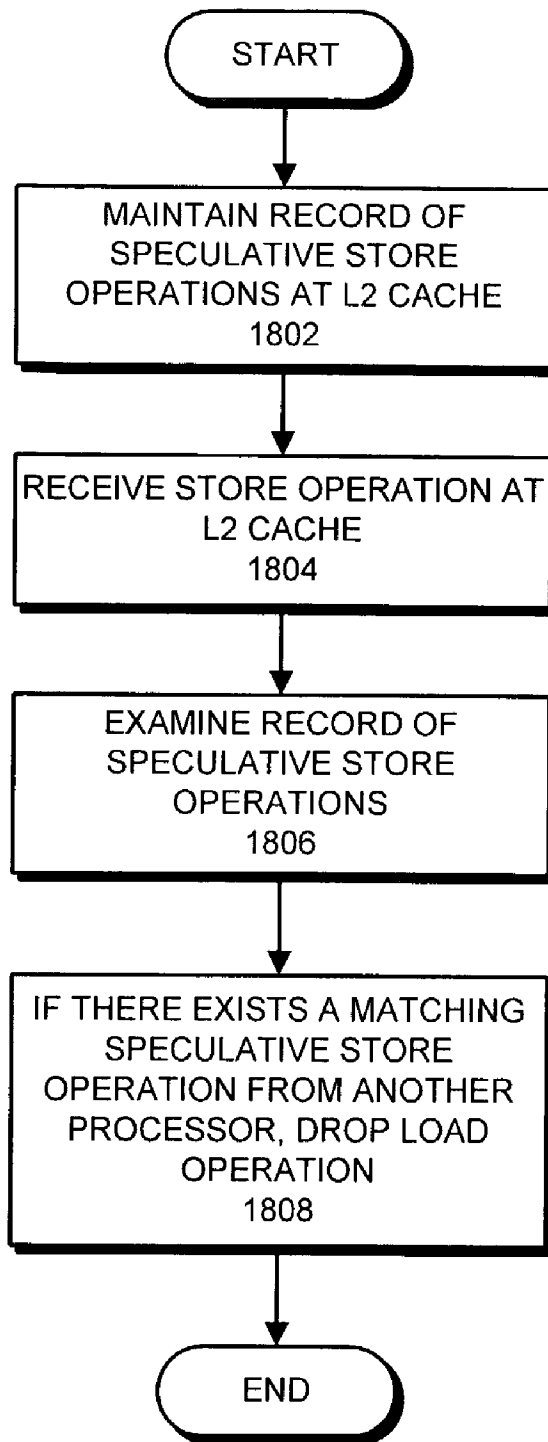 START
MAINTAIN RECORD OF
SPECULATIVE STORE
OPERATIONS AT L2 CACHE
1802
RECEIVE STORE OPERATION AT
L2 CACHE
1804
EXAMINE RECORD OF
SPECULATIVE STORE
OPERATIONS
1806
IF THERE EXISTS A MATCHING
SPECULATIVE STORE
OPERATION FROM ANOTHER
PROCESSOR, DROP LOAD
OPERATION
1808
END